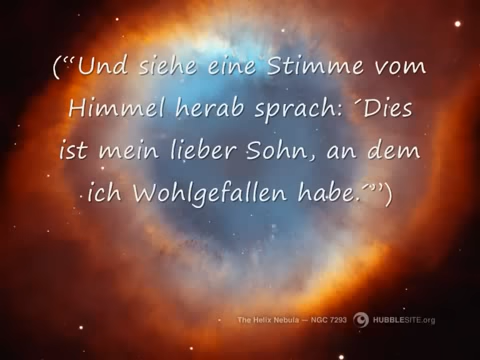 (“Und siehe eine Stimme vom
Himmel herab sprach: ´Dies
ist mein lieber Sohn, an dem
ich Wohlgefallen habe.´”)
The Helix Nebula — NGC 7293 HUBBLESITE.org